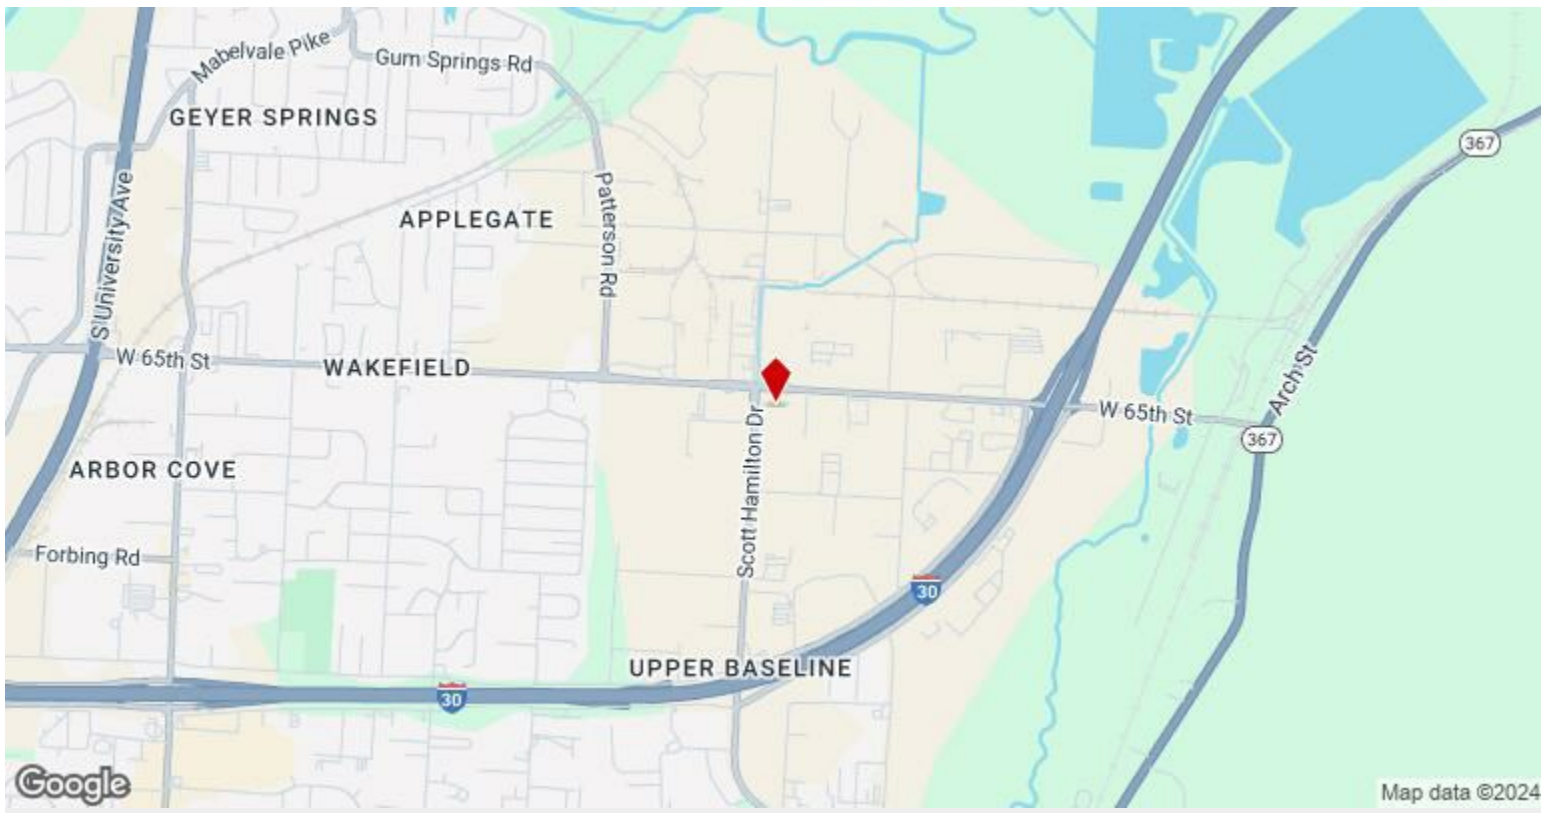 Mabelvale Pike
Gum Springs Rd
GEYER SPRINGS
367
S University Ave
Patterson Rd
APPLEGATE
W 65th St
WAKEFIELD
Arch St
W 65th St
367
ARBOR COVE
Scott Hamilton Dr
Forbing Rd
30
UPPER BASELINE
30
Google
Map data ©2024